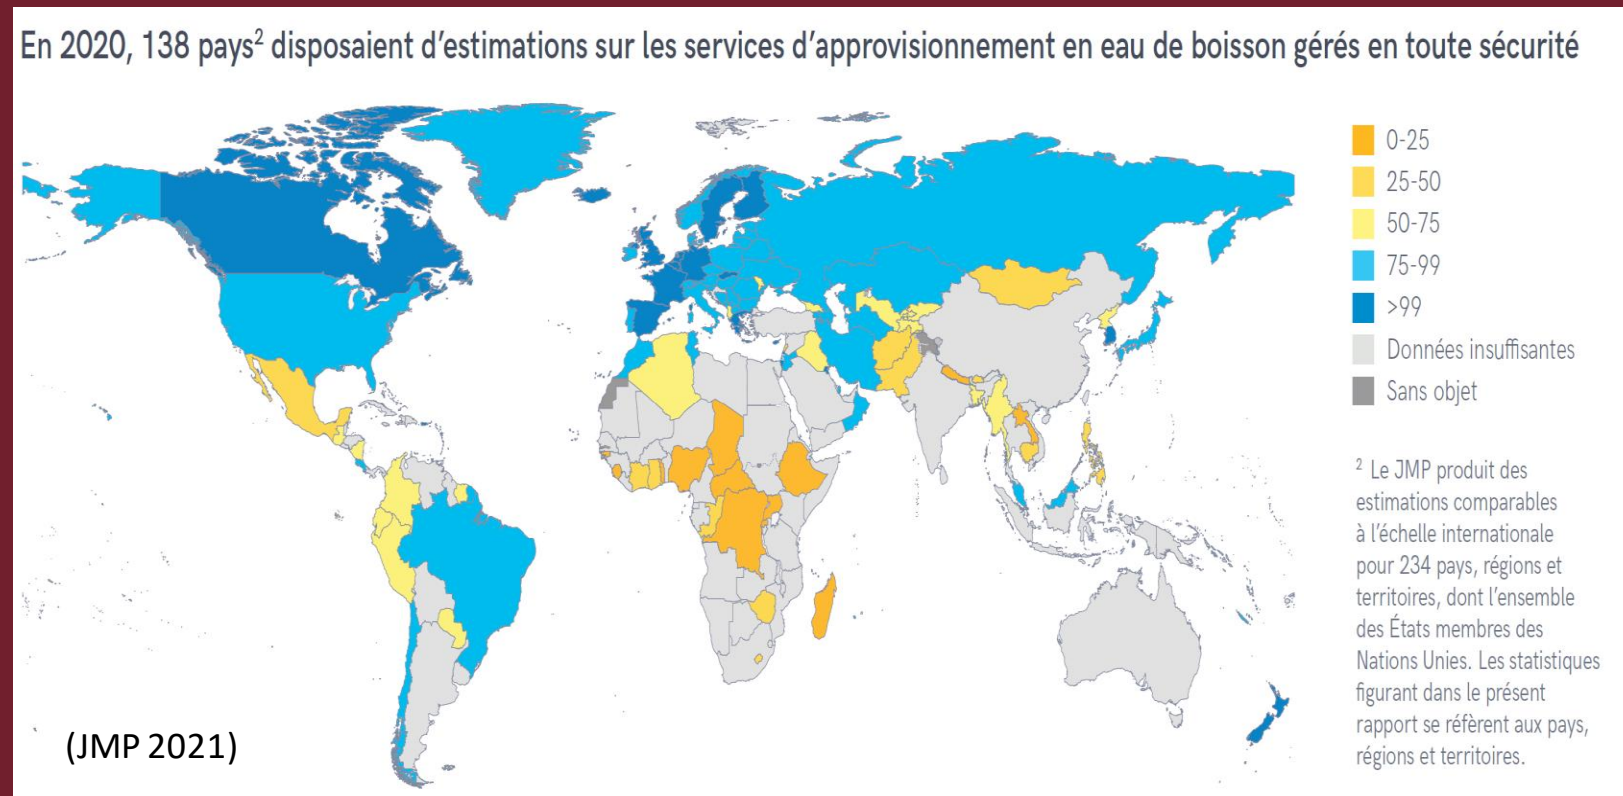 En 2020, 138 pays² disposaient d’estimations sur les services d’approvisionnement en eau de boisson gérés en toute sécurité
0-25
25-50
50-75
75-99
>99
Données insuffisantes
Sans objet
² Le JMP produit des
estimations comparables
à l’échelle internationale
pour 234 pays, régions et
territoires, dont l’ensemble
des États membres des
Nations Unies. Les statistiques
figurant dans le présent
rapport se réfèrent aux pays,
régions et territoires.
(JMP 2021)